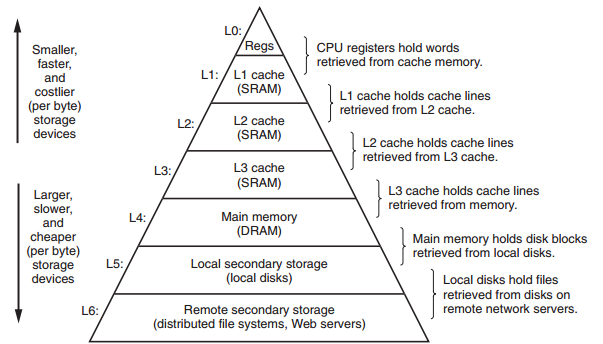 L0:
Regs
CPU registers hold words
retrieved from cache memory.
Smaller,
faster,
and
costlier
(per byte)
storage
devices
L1:
L1 cache
(SRAM)
L1 cache holds cache lines
retrieved from L2 cache.
L2:
L2 cache
(SRAM)
L2 cache holds cache lines
retrieved from L3 cache.
L3:
L3 cache
(SRAM)
L3 cache holds cache lines
retrieved from memory.
Larger,
slower,
and
cheaper
(per byte)
storage
devices
L4:
Main memory
(DRAM)
Main memory holds disk blocks
retrieved from local disks.
L5:
Local secondary storage
(local disks)
Local disks hold files
retrieved from disks on
remote network servers.
L6:
Remote secondary storage
(distributed file systems, Web servers)